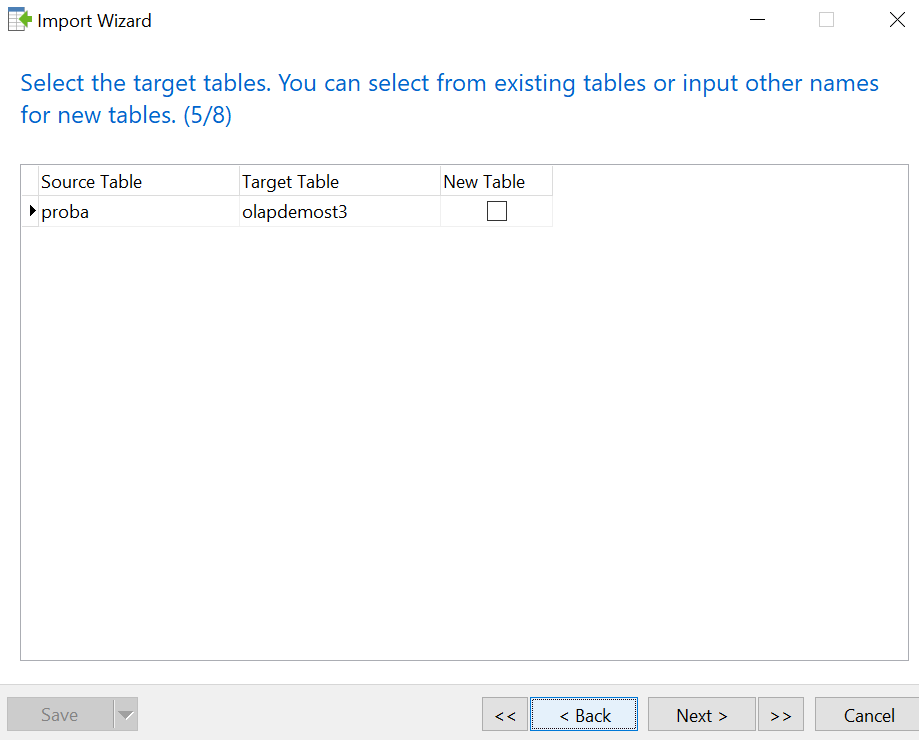 Import Wizard
Select the target tables. You can select from existing tables or input other names
for new tables. (5/8)
Source Table Target Table New Table
proba olapdemost3
Save << < Back Next > >> Cancel